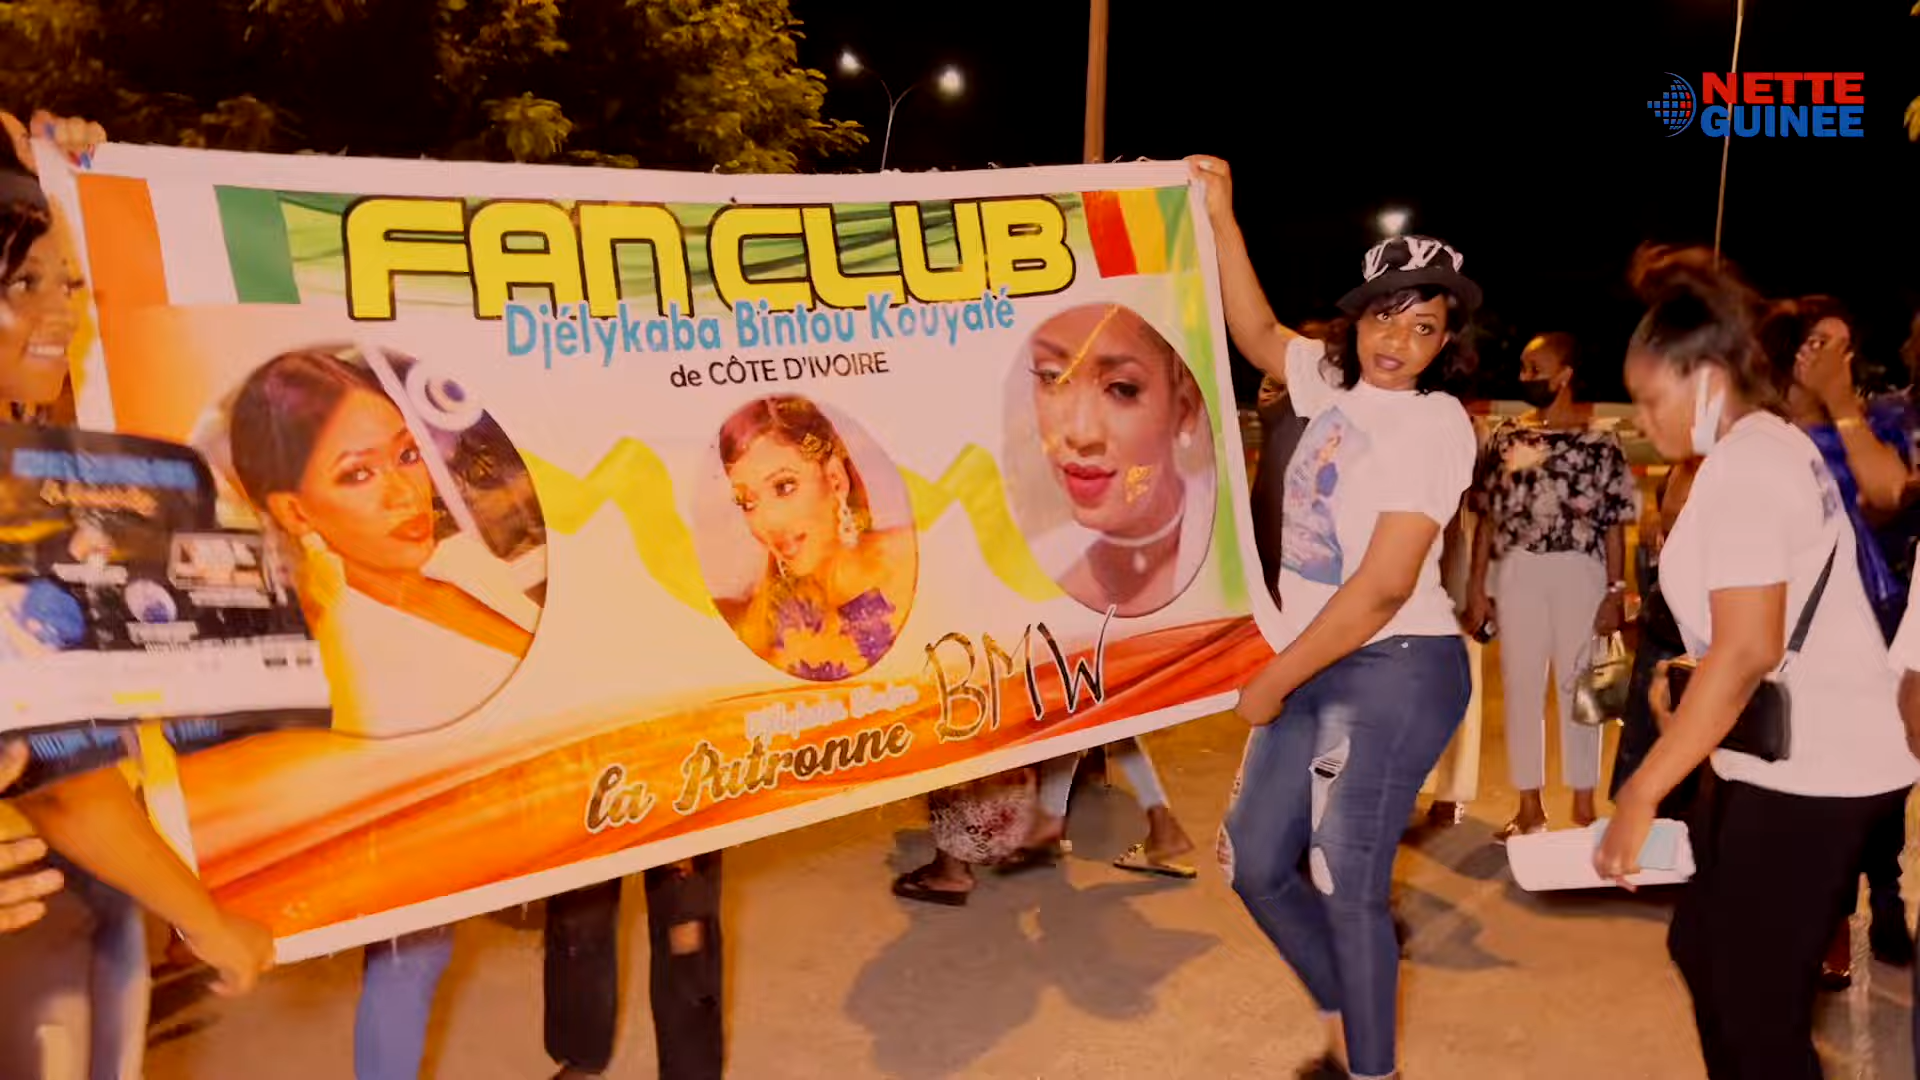 NETTE
GUINEE
FAN CLUB
Djélykaba Bintou Kouyaté
de CÔTE D'IVOIRE
BMW
la Patronne